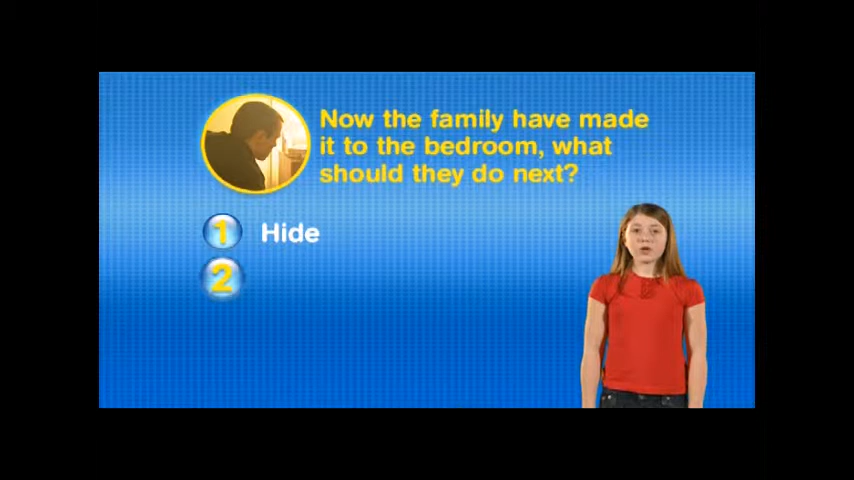 Now the family have made
it to the bedroom, what
should they do next?
1 Hide
2